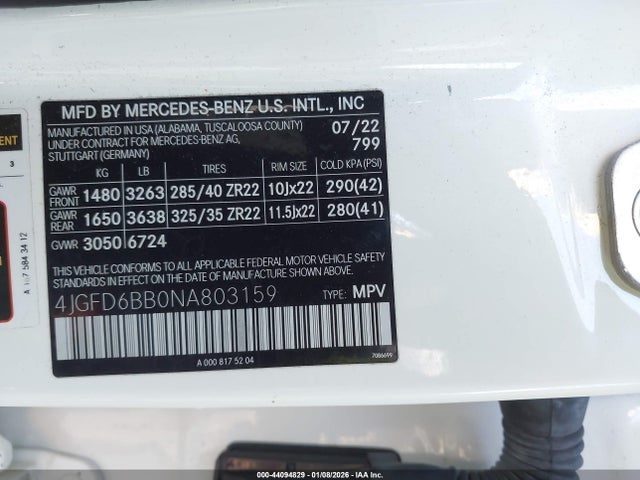 MFD BY MERCEDES-BENZ U.S. INTL., INC
MANUFACTURED IN USA (ALABAMA, TUSCALOOSA COUNTY) 07/22
UNDER CONTRACT FOR MERCEDES-BENZ AG, 799
STUTTGART (GERMANY)
KG LB TIRES RIM SIZE COLD KPA (PSI)
GAWR FRONT 1480 3263 285/40 ZR22 10Jx22 290(42)
GAWR REAR 1650 3638 325/35 ZR22 11.5Jx22 280(41)
GVWR 3050 6724
THIS VEHICLE CONFORMS TO ALL APPLICABLE FEDERAL MOTOR VEHICLE SAFETY
STANDARDS IN EFFECT ON THE DATE OF MANUFACTURE SHOWN ABOVE.
4JGFD6BB0NA803159 TYPE: MPV
A 000 817 52 04
7086699
3
000-44094829 - 01/08/2026 - IAA CA